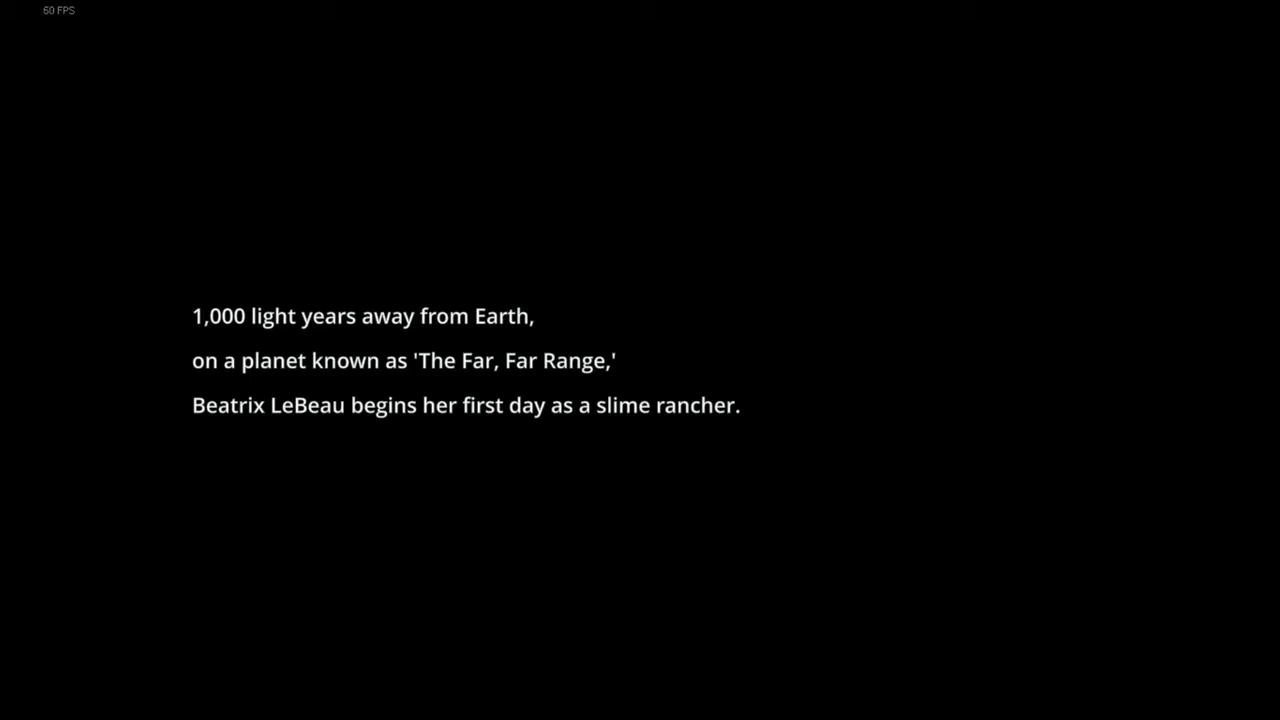 60 FPS
1,000 light years away from Earth,
on a planet known as 'The Far, Far Range,'
Beatrix LeBeau begins her first day as a slime rancher.